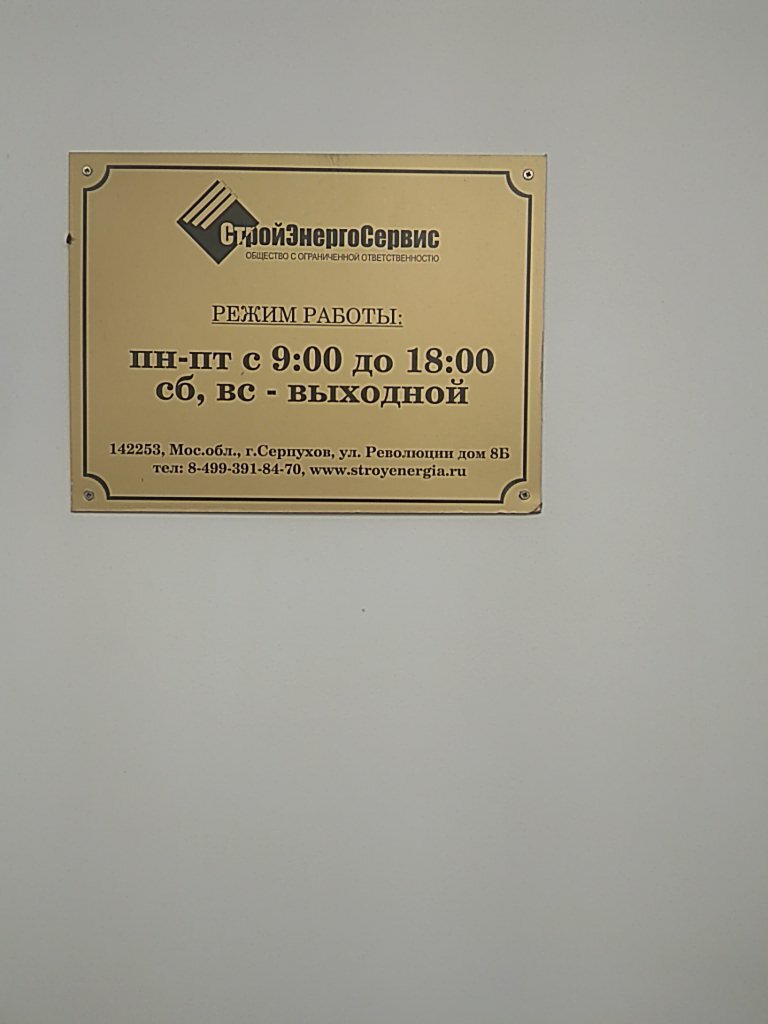 СтройЭнергоСервис
ОБЩЕСТВО С ОГРАНИЧЕННОЙ ОТВЕТСТВЕННОСТЬЮ
РЕЖИМ РАБОТЫ:
пн-пт с 9:00 до 18:00
сб, вс - выходной
142253, Мос.обл., г.Серпухов, ул. Революции дом 8Б
тел: 8-499-391-84-70, www.stroyenergia.ru